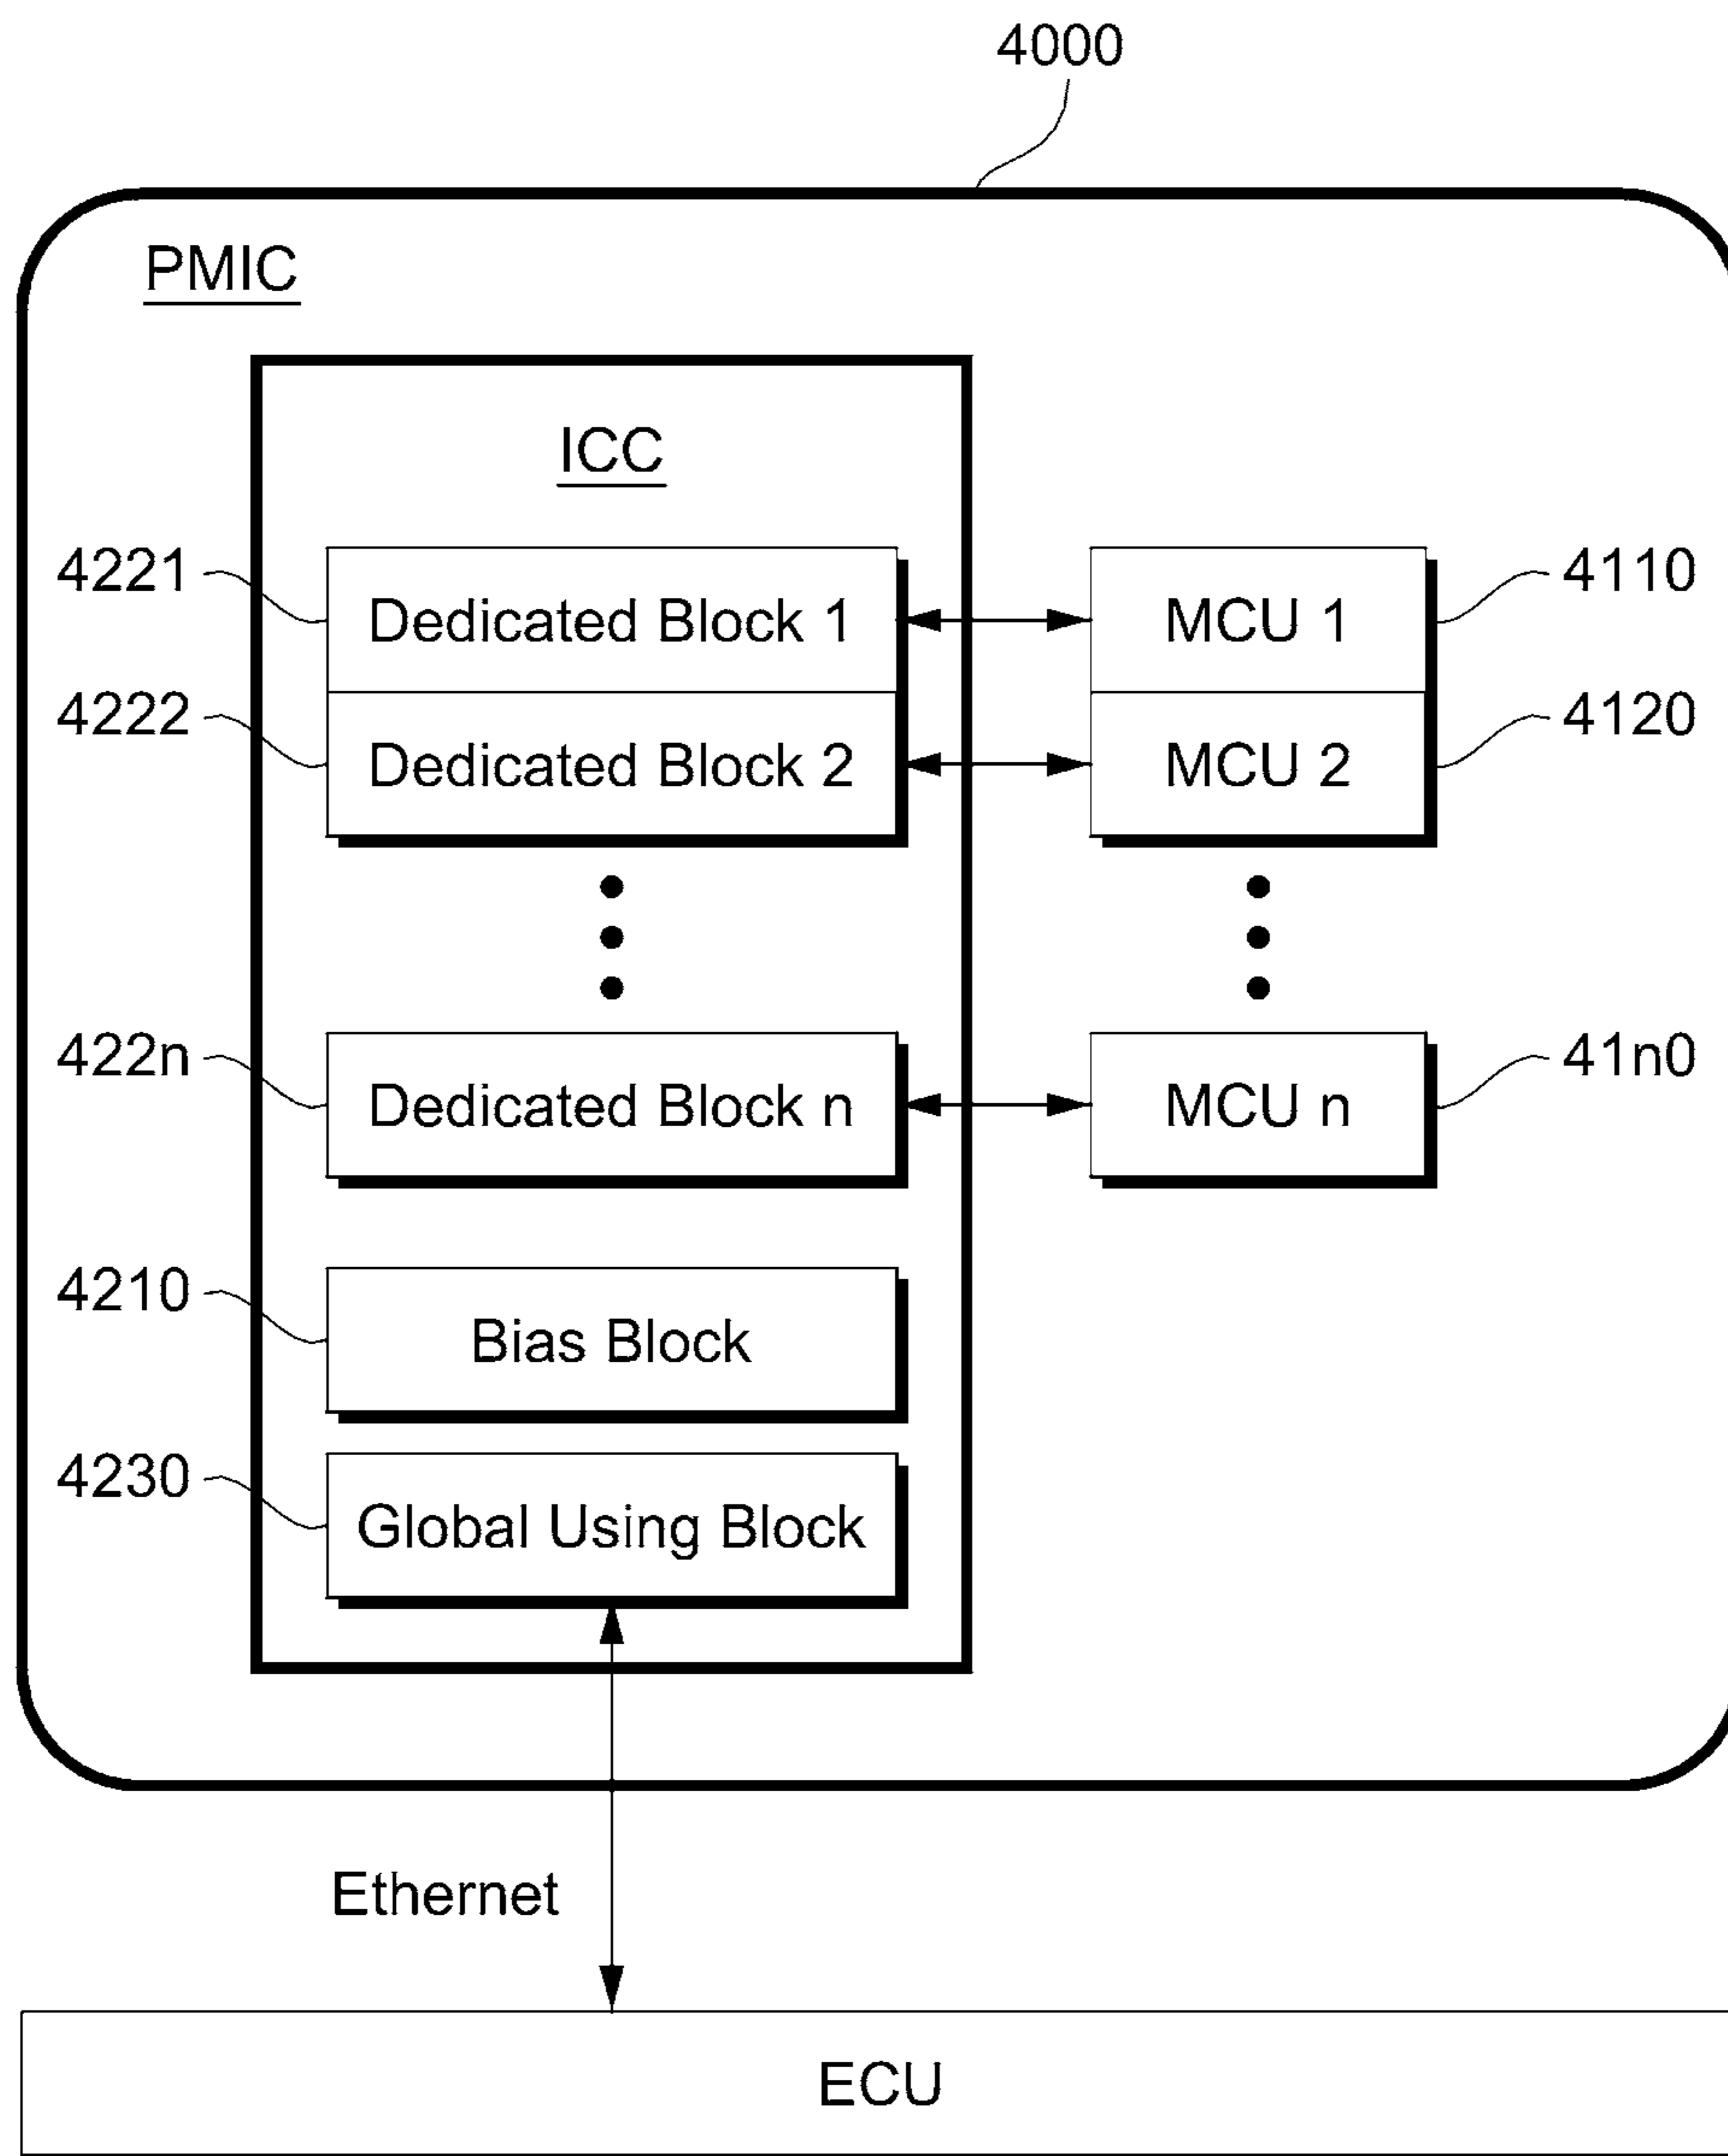 4000
PMIC
ICC
4221 Dedicated Block 1 MCU 1 4110
4222 Dedicated Block 2 MCU 2 4120
422n Dedicated Block n MCU n 41n0
4210 Bias Block
4230 Global Using Block
Ethernet
ECU